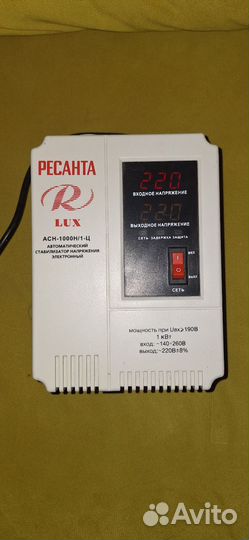 РЕСАНТА
R
LUX
АСН-1000Н/1-Ц
АВТОМАТИЧЕСКИЙ
СТАБИЛИЗАТОР НАПРЯЖЕНИЯ
ЭЛЕКТРОННЫЙ
220
ВХОДНОЕ НАПРЯЖЕНИЕ
220
ВЫХОДНОЕ НАПРЯЖЕНИЕ
СЕТЬ ЗАДЕРЖКА ЗАЩИТА
ВКЛ
ВЫКЛ
СЕТЬ
мощность при Uвх≥190В
1 кВт
вход: ~140-260В
выход:~220В±8%
Avito